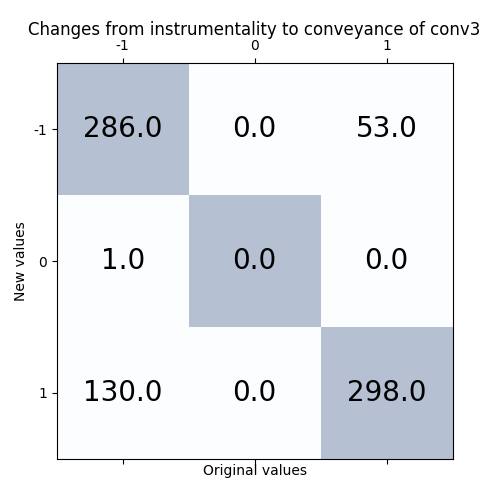 Changes from instrumentality to conveyance of conv3
-1 0 1
-1 286.0 0.0 53.0
New values
0 1.0 0.0 0.0
1 130.0 0.0 298.0
Original values